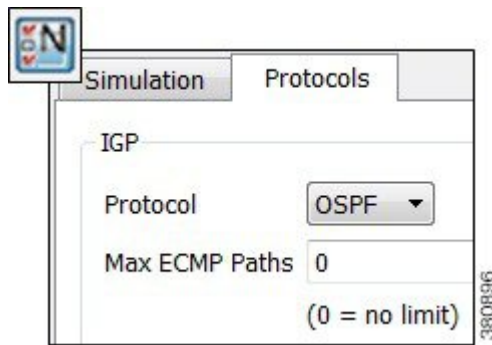 N
Simulation Protocols
IGP
Protocol OSPF
Max ECMP Paths 0
(0 = no limit)
380896